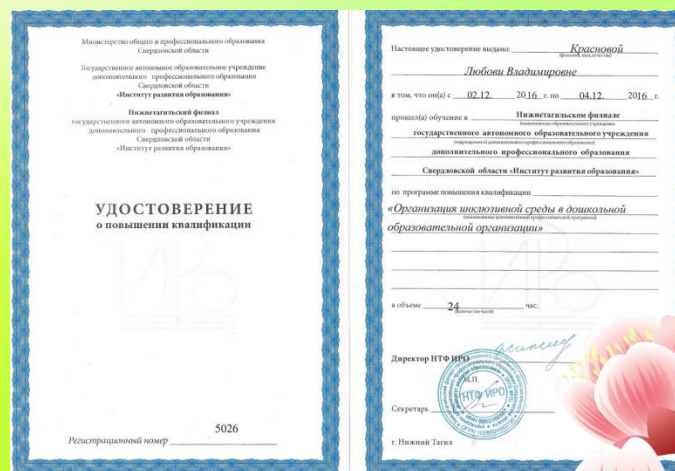 Министерство общего и профессионального образования
Свердловской области
Государственное автономное образовательное учреждение
дополнительного профессионального образования
Свердловской области
«Институт развития образования»
Нижнетагильский филиал
государственного автономного образовательного учреждения
дополнительного профессионального образования
Свердловской области
«Институт развития образования»
УДОСТОВЕРЕНИЕ
о повышении квалификации
Регистрационный номер 5026
Настоящее удостоверение выдано: Красновой
(фамилия, имя, отчество)
Любови Владимировне
в том, что он(а) с 02.12. 2016 г. по 04.12. 2016 г.
прошел(а) обучение в Нижнетагильском филиале
государственного автономного образовательного учреждения
дополнительного профессионального образования
Свердловской области «Институт развития образования»
по программе повышения квалификации
«Организация инклюзивной среды в дошкольной
образовательной организации»
в объеме 24 час.
(количество часов)
Директор НТФ ИРО
М.П.
НТФ ИРО
Секретарь
г. Нижний Тагил